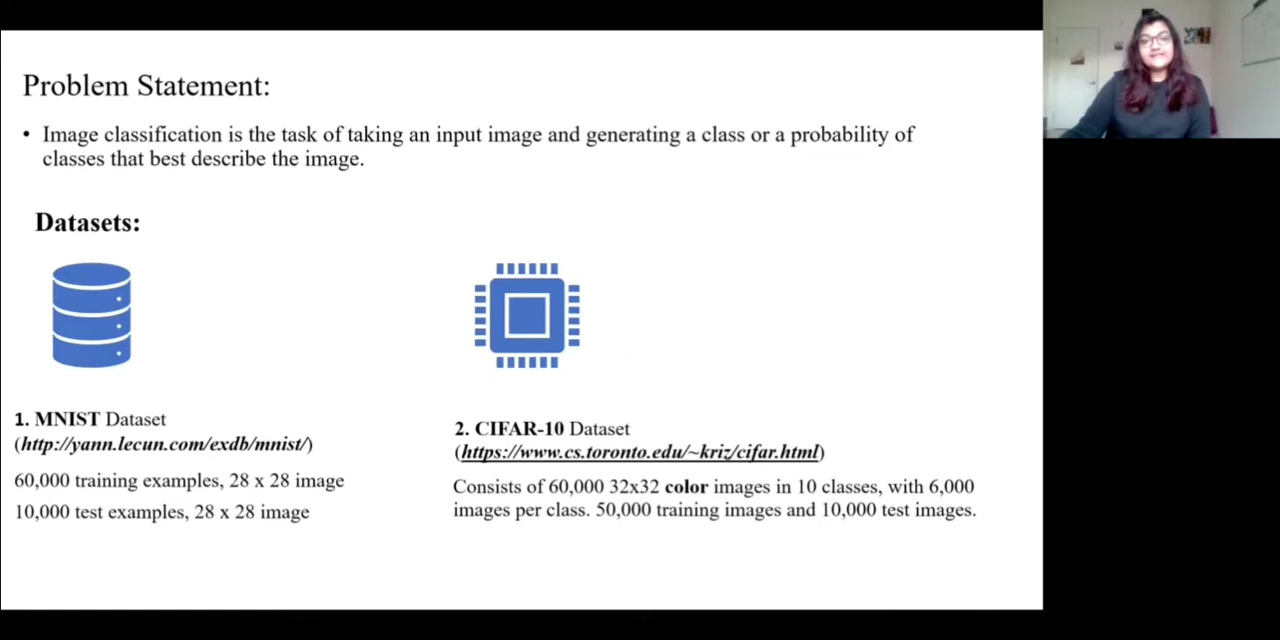 Problem Statement:
• Image classification is the task of taking an input image and generating a class or a probability of
classes that best describe the image.
Datasets:
1. MNIST Dataset
(http://yann.lecun.com/exdb/mnist/)
60,000 training examples, 28 x 28 image
10,000 test examples, 28 x 28 image
2. CIFAR-10 Dataset
(https://www.cs.toronto.edu/~kriz/cifar.html)
Consists of 60,000 32x32 color images in 10 classes, with 6,000
images per class. 50,000 training images and 10,000 test images.